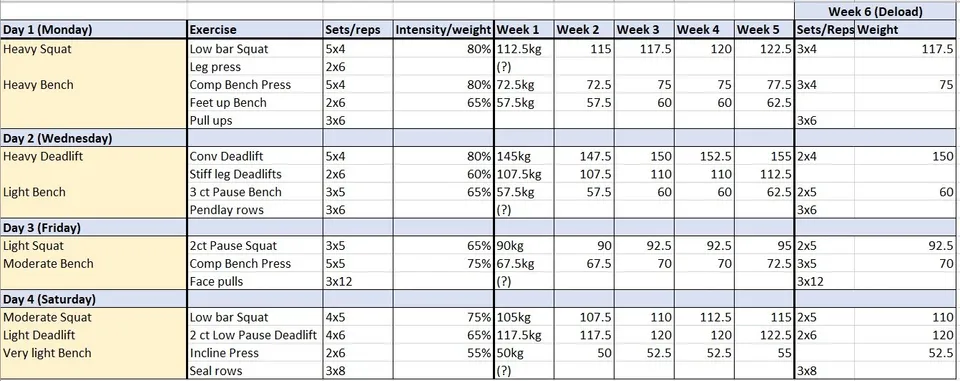 Week 6 (Deload)
Day 1 (Monday) Exercise Sets/reps Intensity/weight Week 1 Week 2 Week 3 Week 4 Week 5 Sets/Reps Weight
Heavy Squat Low bar Squat 5x4 80% 112.5kg 115 117.5 120 122.5 3x4 117.5
Leg press 2x6 (?)
Heavy Bench Comp Bench Press 5x4 80% 72.5kg 72.5 75 75 77.5 3x4 75
Feet up Bench 2x6 65% 57.5kg 57.5 60 60 62.5
Pull ups 3x6 3x6
Day 2 (Wednesday)
Heavy Deadlift Conv Deadlift 5x4 80% 145kg 147.5 150 152.5 155 2x4 150
Stiff leg Deadlifts 2x6 60% 107.5kg 107.5 110 110 112.5
Light Bench 3 ct Pause Bench 3x5 65% 57.5kg 57.5 60 60 62.5 2x5 60
Pendlay rows 3x6 (?) 3x6
Day 3 (Friday)
Light Squat 2ct Pause Squat 3x5 65% 90kg 90 92.5 92.5 95 2x5 92.5
Moderate Bench Comp Bench Press 5x5 75% 67.5kg 67.5 70 70 72.5 3x5 70
Face pulls 3x12 (?) 3x12
Day 4 (Saturday)
Moderate Squat Low bar Squat 4x5 75% 105kg 107.5 110 112.5 115 2x5 110
Light Deadlift 2 ct Low Pause Deadlift 4x6 65% 117.5kg 117.5 120 120 122.5 2x6 120
Very light Bench Incline Press 2x6 55% 50kg 50 52.5 52.5 55 52.5
Seal rows 3x8 (?) 3x8